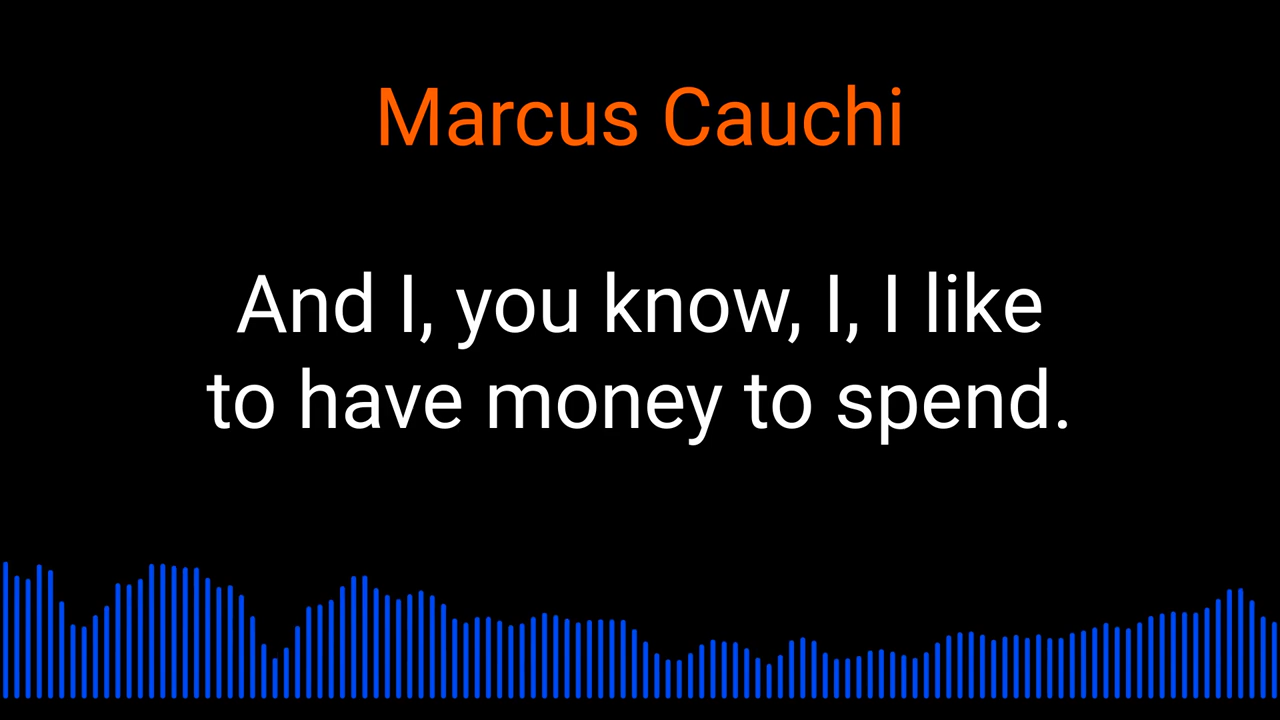 Marcus Cauchi
And I, you know, I, I like
to have money to spend.